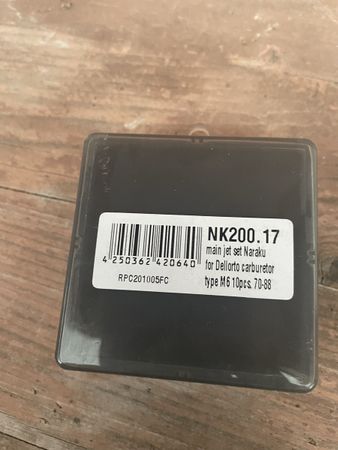 NK200.17
main jet set Naraku
for Dellorto carburetor
type M6 10pcs. 70-88
4 250362 420640
RPC201005FC